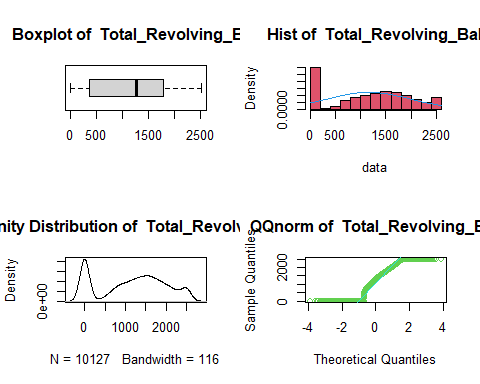 Boxplot of Total_Revolving_B
0 500 1500 2500
Hist of Total_Revolving_Bal
Density
0.0000
0 500 1500 2500
data
nity Distribution of Total_Revolv
Density
0e+00
0 1000 2000
N = 10127 Bandwidth = 116
QQnorm of Total_Revolving_B
Sample Quantiles
0 2000
-4 -2 0 2 4
Theoretical Quantiles